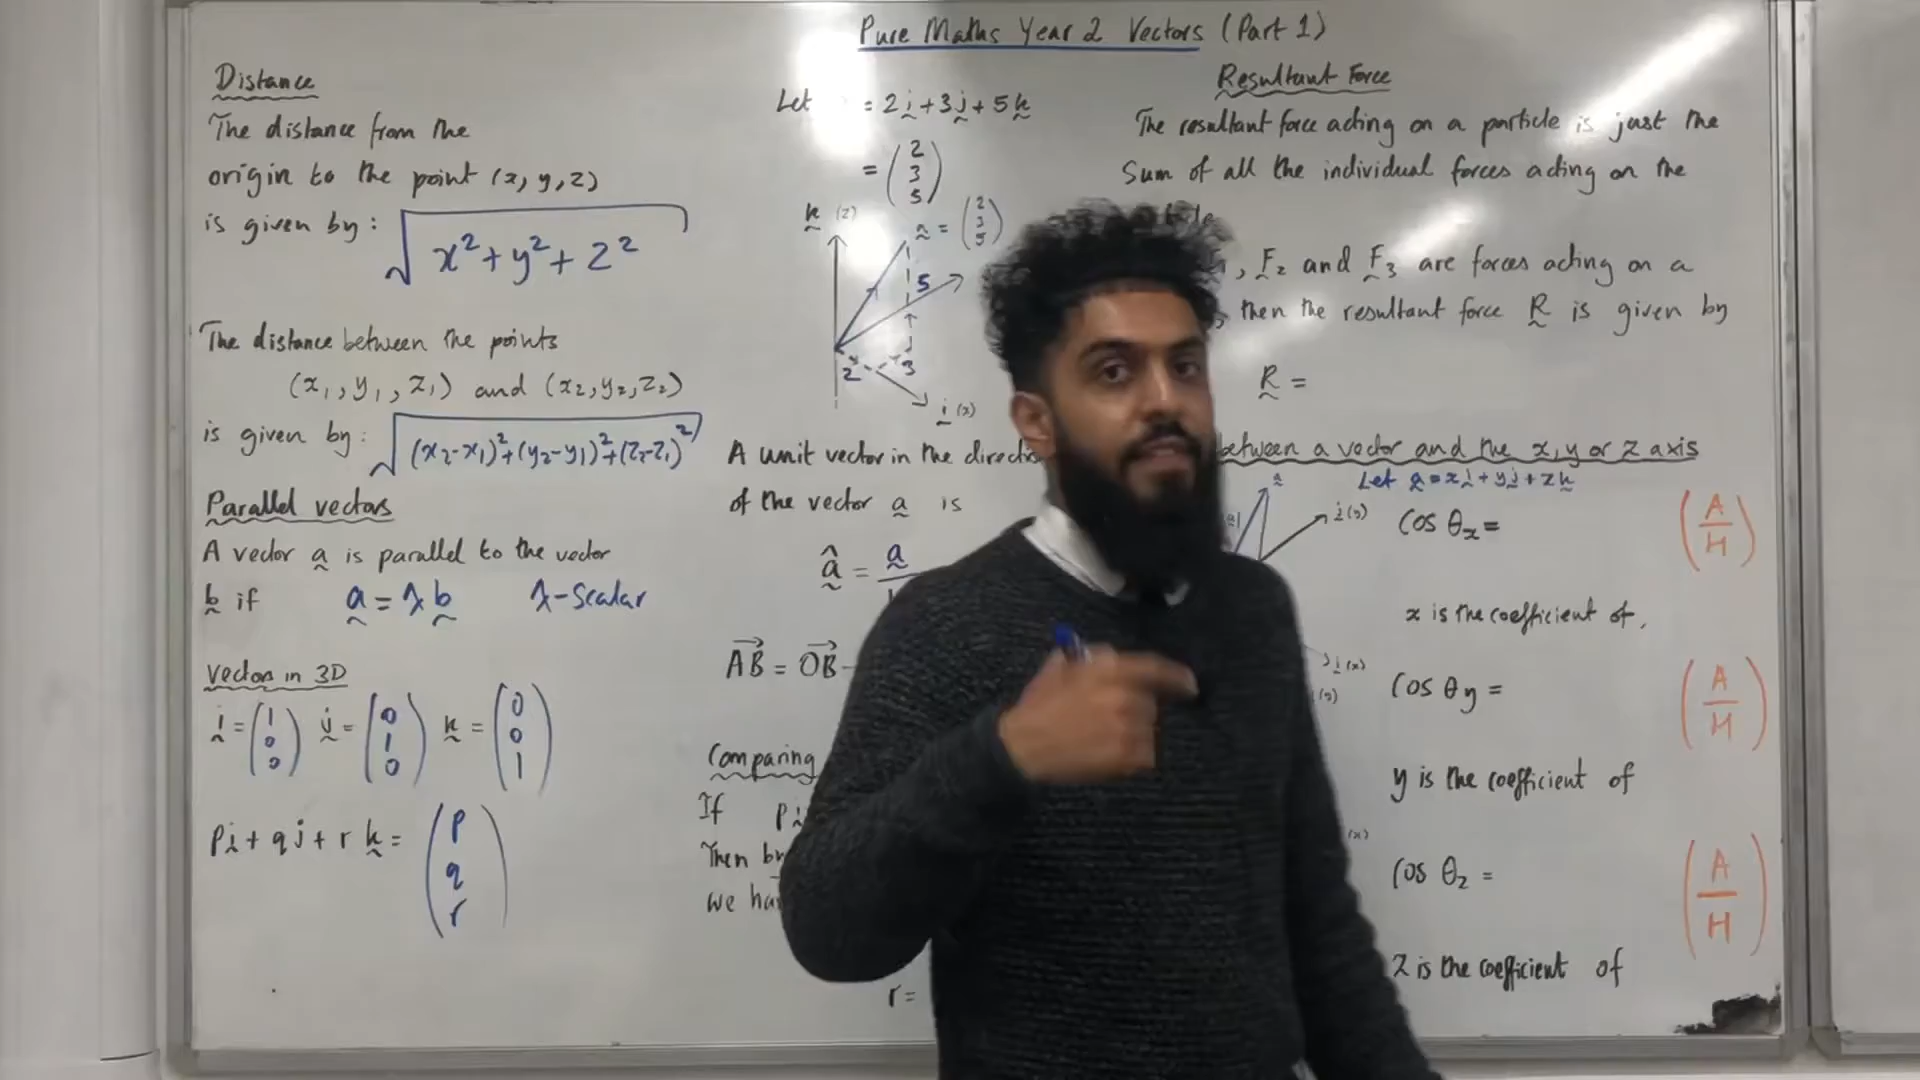 Pure Maths Year 2 Vectors (Part 1)
Distance
The distance from the
origin to the point (x, y, z)
is given by: √(x² + y² + z²)
The distance between the points
(x₁, y₁, z₁) and (x₂, y₂, z₂)
is given by: √((x₂-x₁)²+(y₂-y₁)²+(z₂-z₁)²)
Parallel vectors
A vector a is parallel to the vector
b if a = λb λ-Scalar
Vectors in 3D
i = (1 0 0) j = (0 1 0) k = (0 0 1)
pi + qj + r k = (p q r)
Let = 2i + 3j + 5k
= (2 3 5)
k (z)
a = (2 3 5)
5
2 3
i (x)
A unit vector in the directio
of the vector a is
â = a
AB = OB -
Comparing
If pi
Then by
we ha
r =
Resultant Force
The resultant force acting on a particle is just the
Sum of all the individual forces acting on the
, F₂ and F₃ are forces acting on a
, then the resultant force R is given by
R =
between a vector and the x, y or z axis
a
Let a = xi + yj + zk
j (y)
Cos θx = (A/H)
x is the coefficient of
i (x)
(y)
Cos θy = (A/H)
y is the coefficient of
(x)
Cos θz = (A/H)
z is the coefficient of